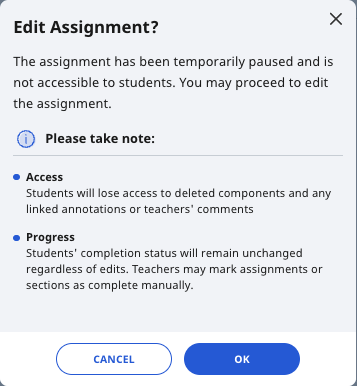 Edit Assignment?
The assignment has been temporarily paused and is
not accessible to students. You may proceed to edit
the assignment.
Please take note:
Access
Students will lose access to deleted components and any
linked annotations or teachers' comments
Progress
Students' completion status will remain unchanged
regardless of edits. Teachers may mark assignments or
sections as complete manually.
CANCEL
OK